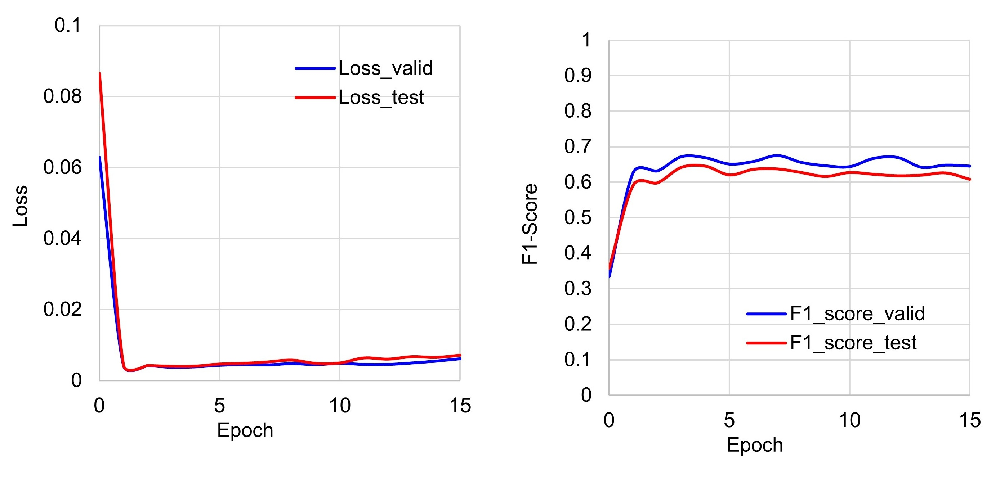 0.1
0.08
0.06
0.04
0.02
0
0 5 10 15
Epoch
Loss
Loss_valid
Loss_test
1
0.9
0.8
0.7
0.6
0.5
0.4
0.3
0.2
0.1
0
0 5 10 15
Epoch
F1-Score
F1_score_valid
F1_score_test